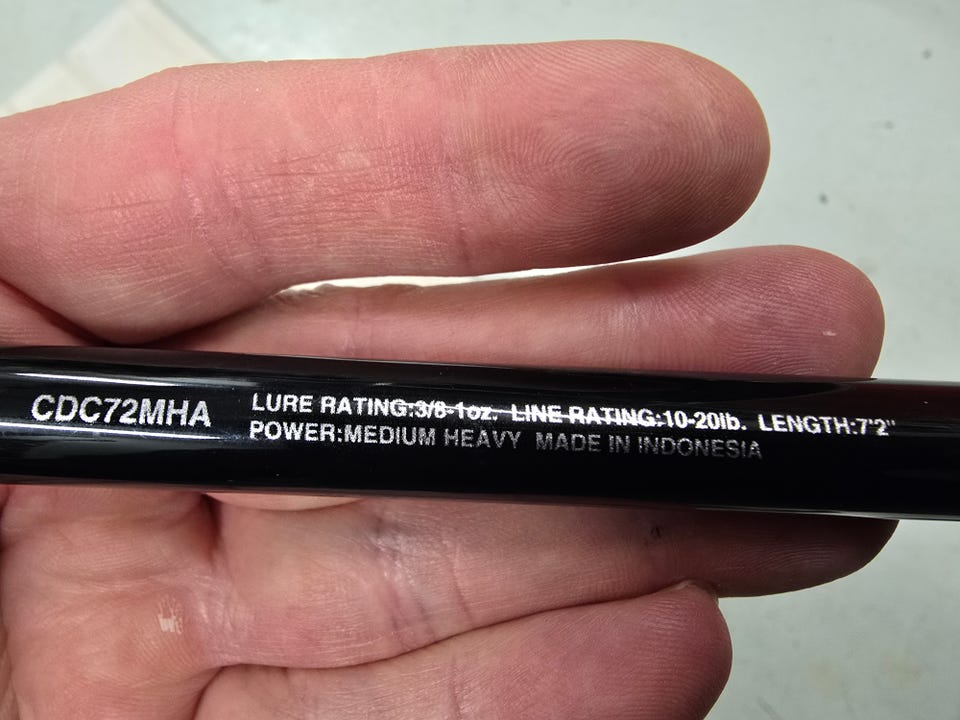 CDC72MHA
LURE RATING:3/8-1oz. LINE RATING:10-20lb. LENGTH:7'2"
POWER:MEDIUM HEAVY MADE IN INDONESIA